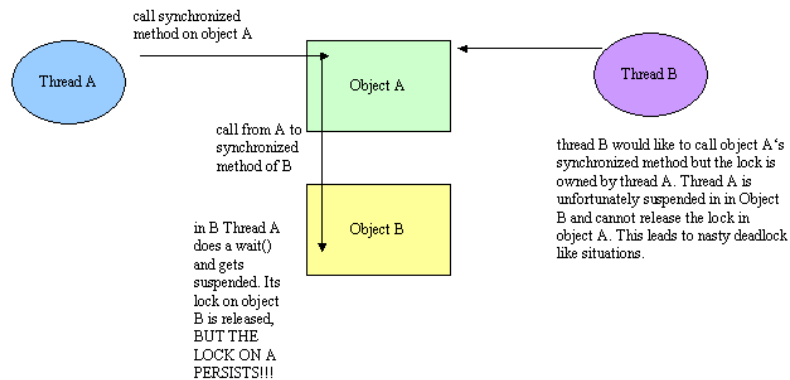 call synchronized
method on object A
Thread A
Object A
Thread B
call from A to
synchronized
method of B
thread B would like to call object A‘s
synchronized method but the lock is
owned by thread A. Thread A is
unfortunately suspended in in Object
B and cannot release the lock in
object A. This leads to nasty deadlock
like situations.
Object B
in B Thread A
does a wait()
and gets
suspended. Its
lock on object
B is released,
BUT THE
LOCK ON A
PERSISTS!!!